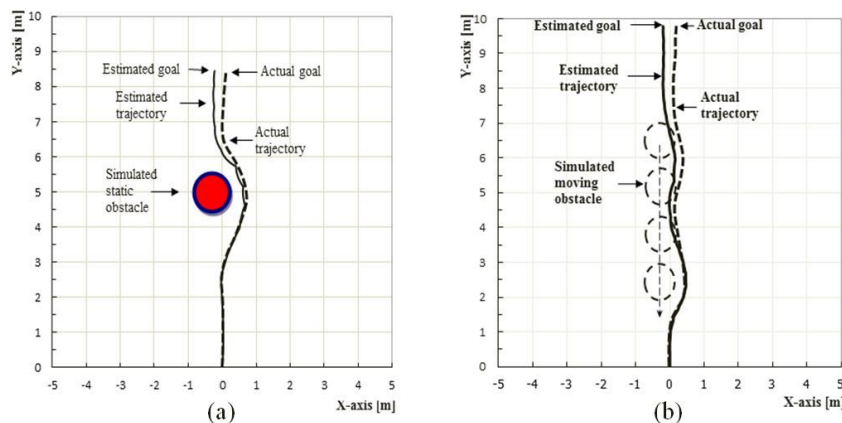 Y-axis [m]
10
9
8
7
6
5
4
3
2
1
0
Estimated goal
Actual goal
Estimated
trajectory
Actual
trajectory
Simulated
static
obstacle
-5 -4 -3 -2 -1 0 1 2 3 4 5
X-axis [m]
(a)
Y-axis [m]
10
9
8
7
6
5
4
3
2
1
0
Estimated goal
Actual goal
Estimated
trajectory
Actual
trajectory
Simulated
moving
obstacle
-5 -4 -3 -2 -1 0 1 2 3 4 5
X-axis [m]
(b)